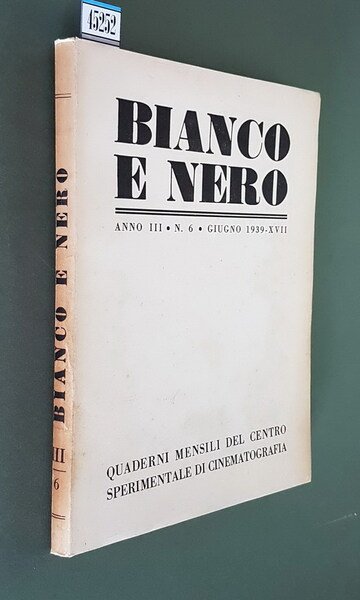 45252
BIANCO
E NERO
ANNO III • N. 6 • GIUGNO 1939-XVII
QUADERNI MENSILI DEL CENTRO
SPERIMENTALE DI CINEMATOGRAFIA
BIANCO E NERO
III
6